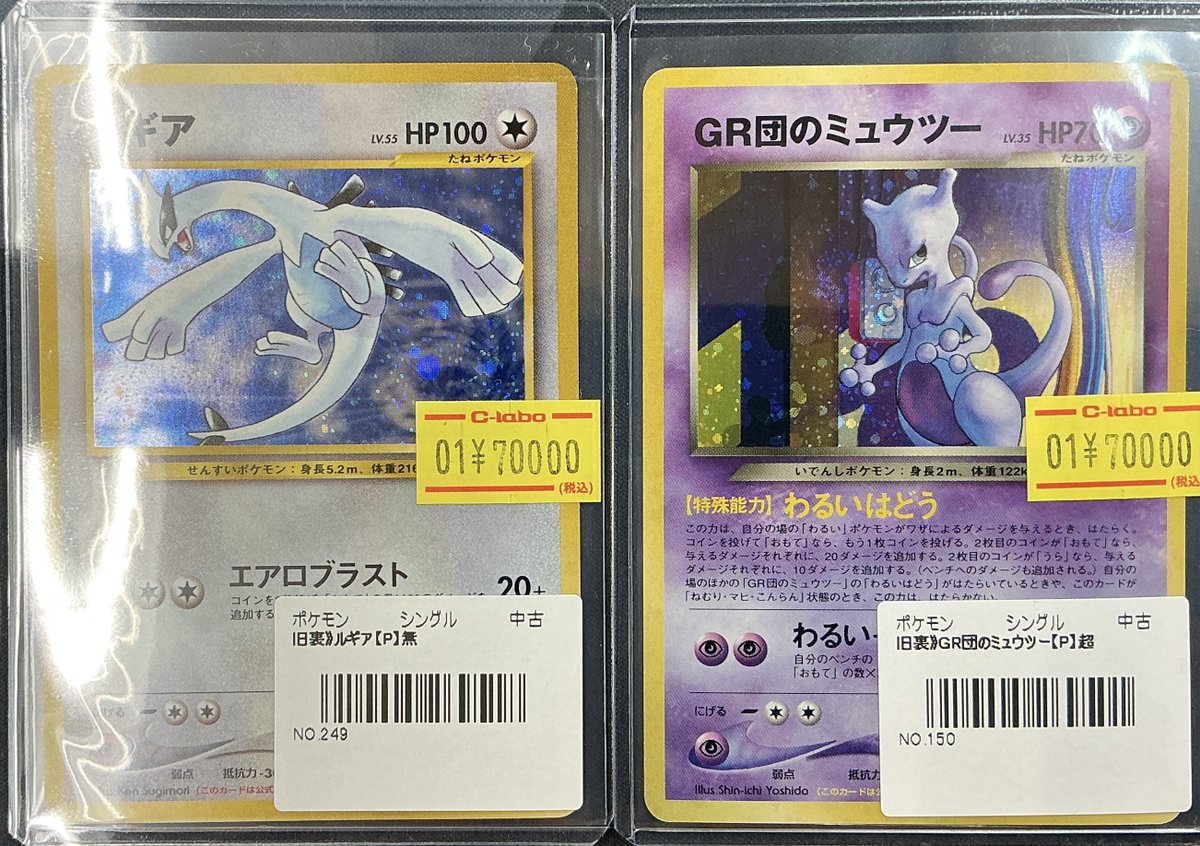 ギア LV.55 HP100
たねポケモン
C-labo
01¥70000
(税込)
せんすいポケモン：身長5.2m、体重216
エアロブラスト 20+
コインを
追加する
ポケモン シングル 中古
旧裏》ルギア【P】無
NO.249
にげる
弱点 抵抗力 -30
Ken Sugimori (このカードは公式
GR団のミュウツー LV.35 HP70
たねポケモン
C-labo
01¥70000
(税込)
いでんしポケモン：身長2m、体重122k
【特殊能力】わるいはどう
この力は、自分の場の「わるい」ポケモンがワザによるダメージを与えるとき、はたらく。
コインを投げて「おもて」なら、もう1枚コインを投げる。2枚目のコインが「おもて」なら、
与えるダメージそれぞれに、20ダメージを追加する。2枚目のコインが「うら」なら、与える
ダメージそれぞれに、10ダメージを追加する。（ベンチへのダメージも追加される。）自分の
場のほかの「GR団のミュウツー」の「わるいはどう」がはたらいているときや、このカードが
「ねむり・マヒ・こんらん」状態のとき、この力は、はたらかない。
わるい
自分のベンチの「
「おもて」の数×
ポケモン シングル 中古
旧裏》GR団のミュウツー【P】超
NO.150
にげる
弱点 抵抗力
Illus.Shin-ichi Yoshida (このカードは公